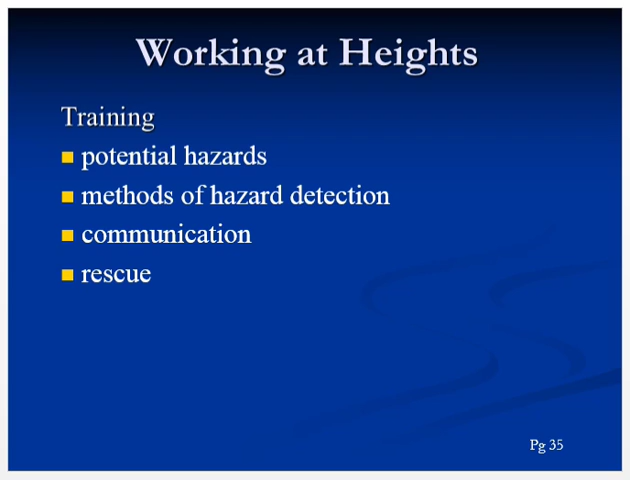 Working at Heights
Training
potential hazards
methods of hazard detection
communication
rescue
Pg 35